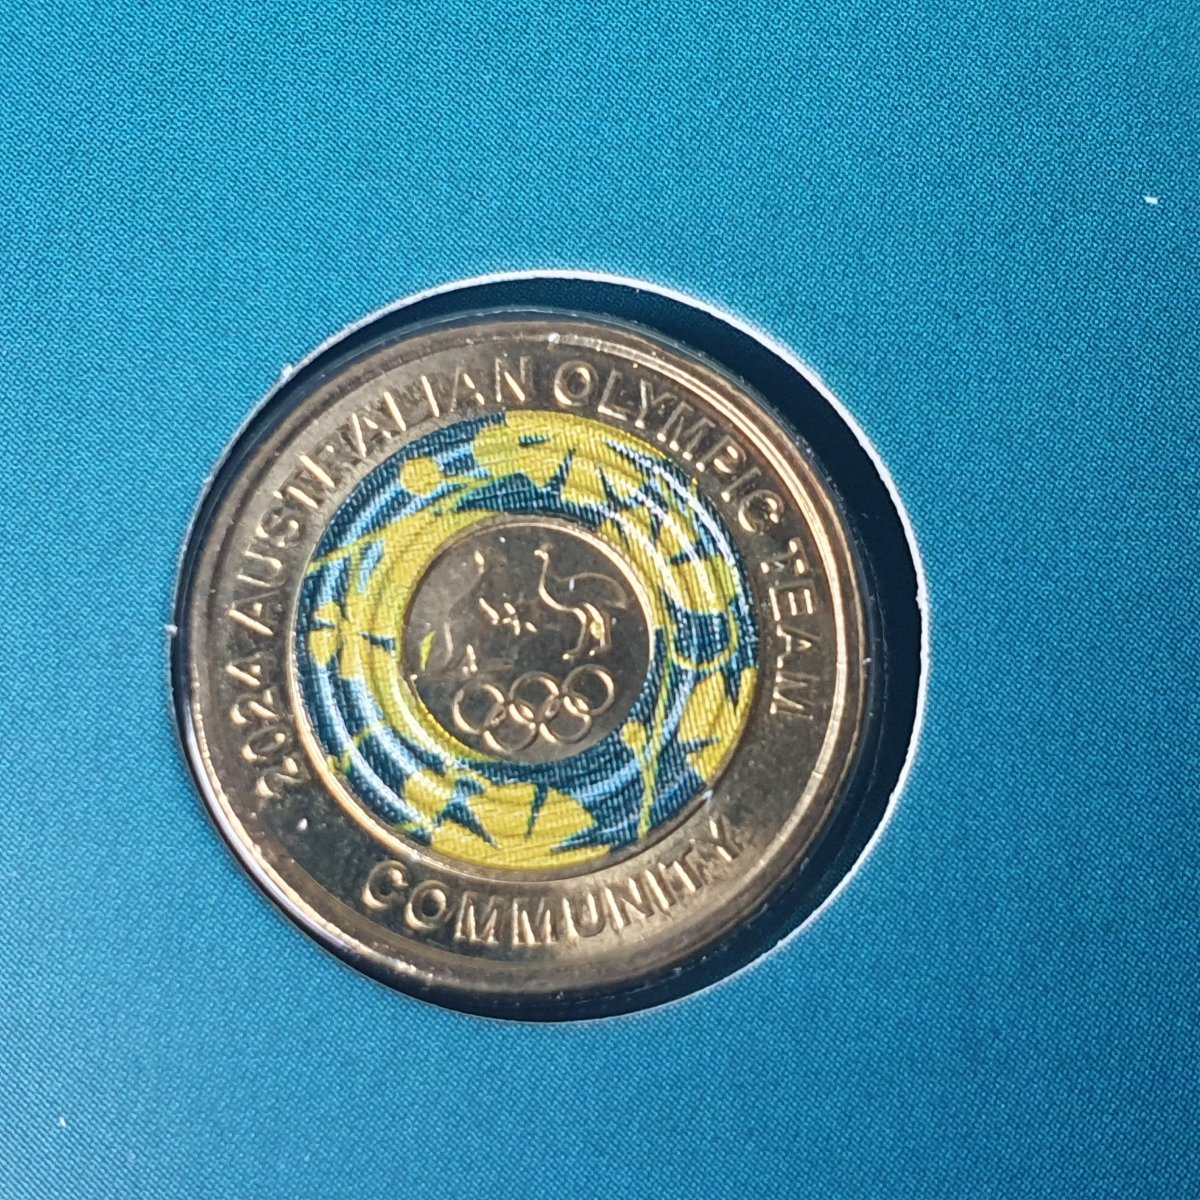 2024 AUSTRALIAN OLYMPIC TEAM
COMMUNITY